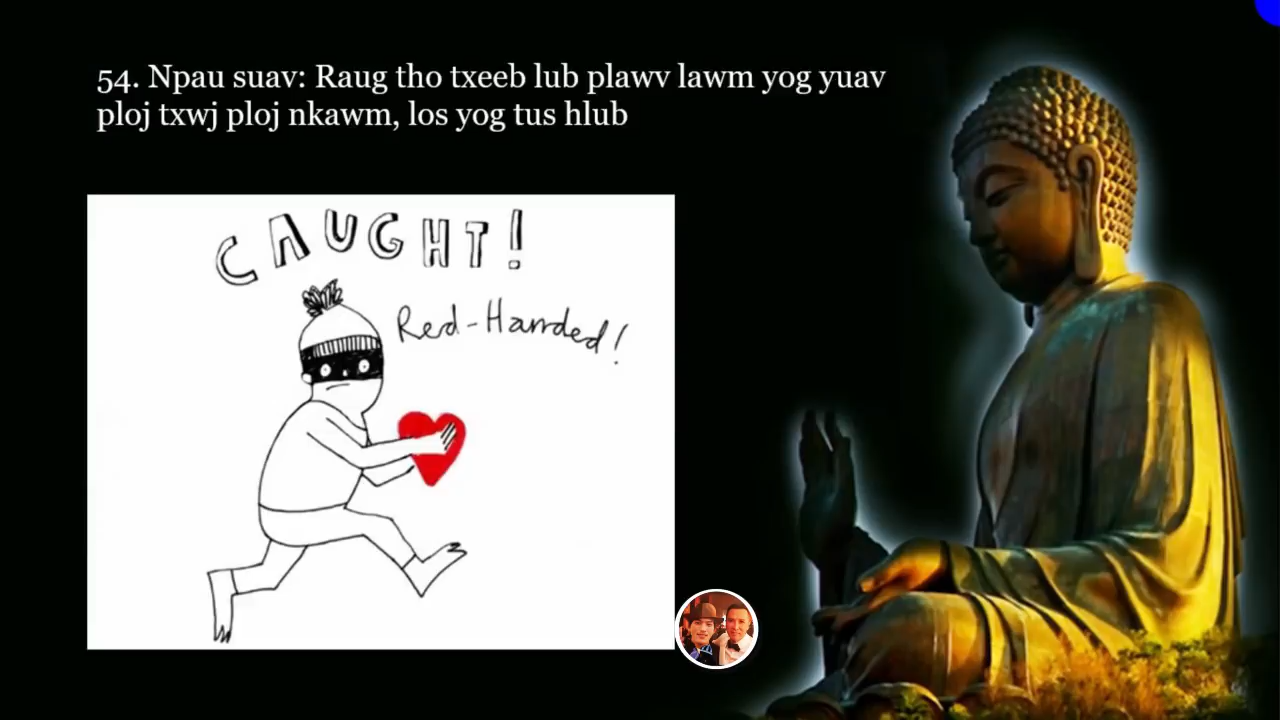 54. Npau suav: Raug tho txeeb lub plawv lawm yog yuav
ploj txwj ploj nkawm, los yog tus hlub
CAUGHT!
Red-Handed!